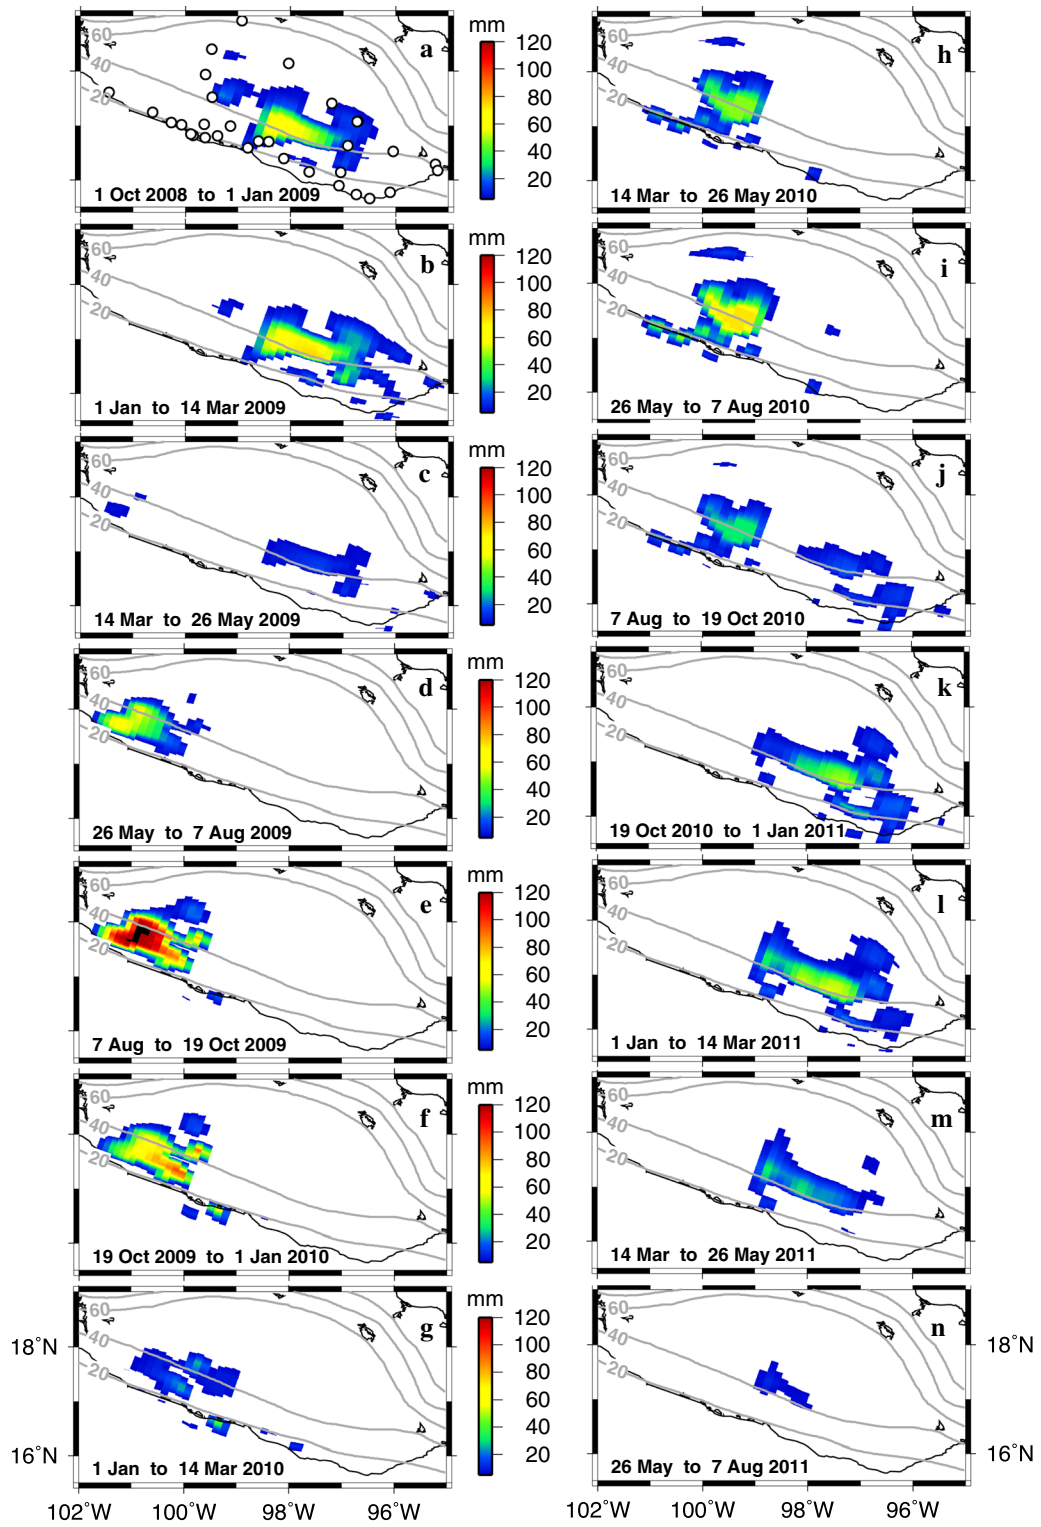 mm
60
40
20
a
120
100
80
60
40
20
1 Oct 2008 to 1 Jan 2009
mm
60
40
20
b
120
100
80
60
40
20
1 Jan to 14 Mar 2009
mm
60
40
20
c
120
100
80
60
40
20
14 Mar to 26 May 2009
mm
60
40
20
d
120
100
80
60
40
20
26 May to 7 Aug 2009
mm
60
40
20
e
120
100
80
60
40
20
7 Aug to 19 Oct 2009
mm
60
40
20
f
120
100
80
60
40
20
19 Oct 2009 to 1 Jan 2010
mm
60
40
20
g
120
100
80
60
40
20
18°N
16°N
1 Jan to 14 Mar 2010
102°W 100°W 98°W 96°W
60
40
20
h
14 Mar to 26 May 2010
60
40
20
i
26 May to 7 Aug 2010
60
40
20
j
7 Aug to 19 Oct 2010
60
40
20
k
19 Oct 2010 to 1 Jan 2011
60
40
20
l
1 Jan to 14 Mar 2011
60
40
20
m
14 Mar to 26 May 2011
60
40
20
n
18°N
16°N
26 May to 7 Aug 2011
102°W 100°W 98°W 96°W